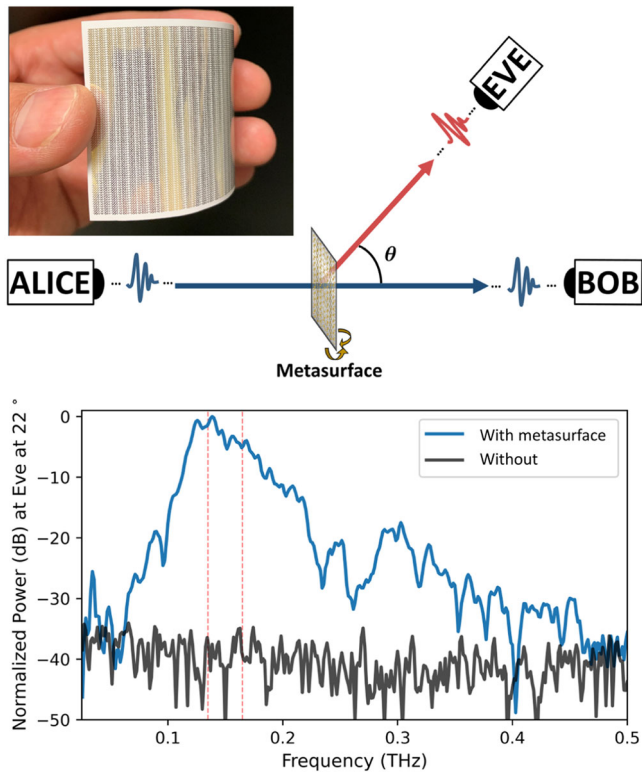 EVE
θ
ALICE
...
...
...
...
BOB
Metasurface
Normalized Power (dB) at Eve at 22 °
0
−10
−20
−30
−40
−50
With metasurface
Without
0.1 0.2 0.3 0.4 0.5
Frequency (THz)